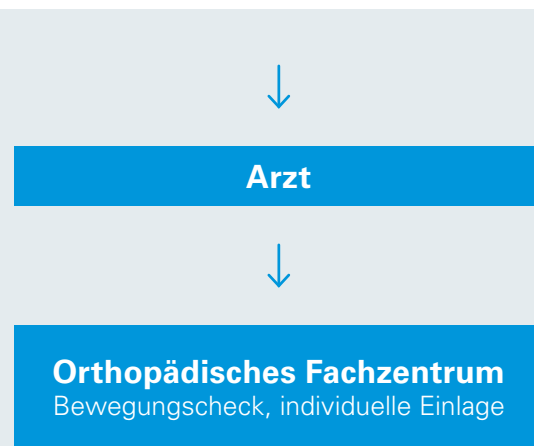 Arzt
Orthopädisches Fachzentrum
Bewegungscheck, individuelle Einlage